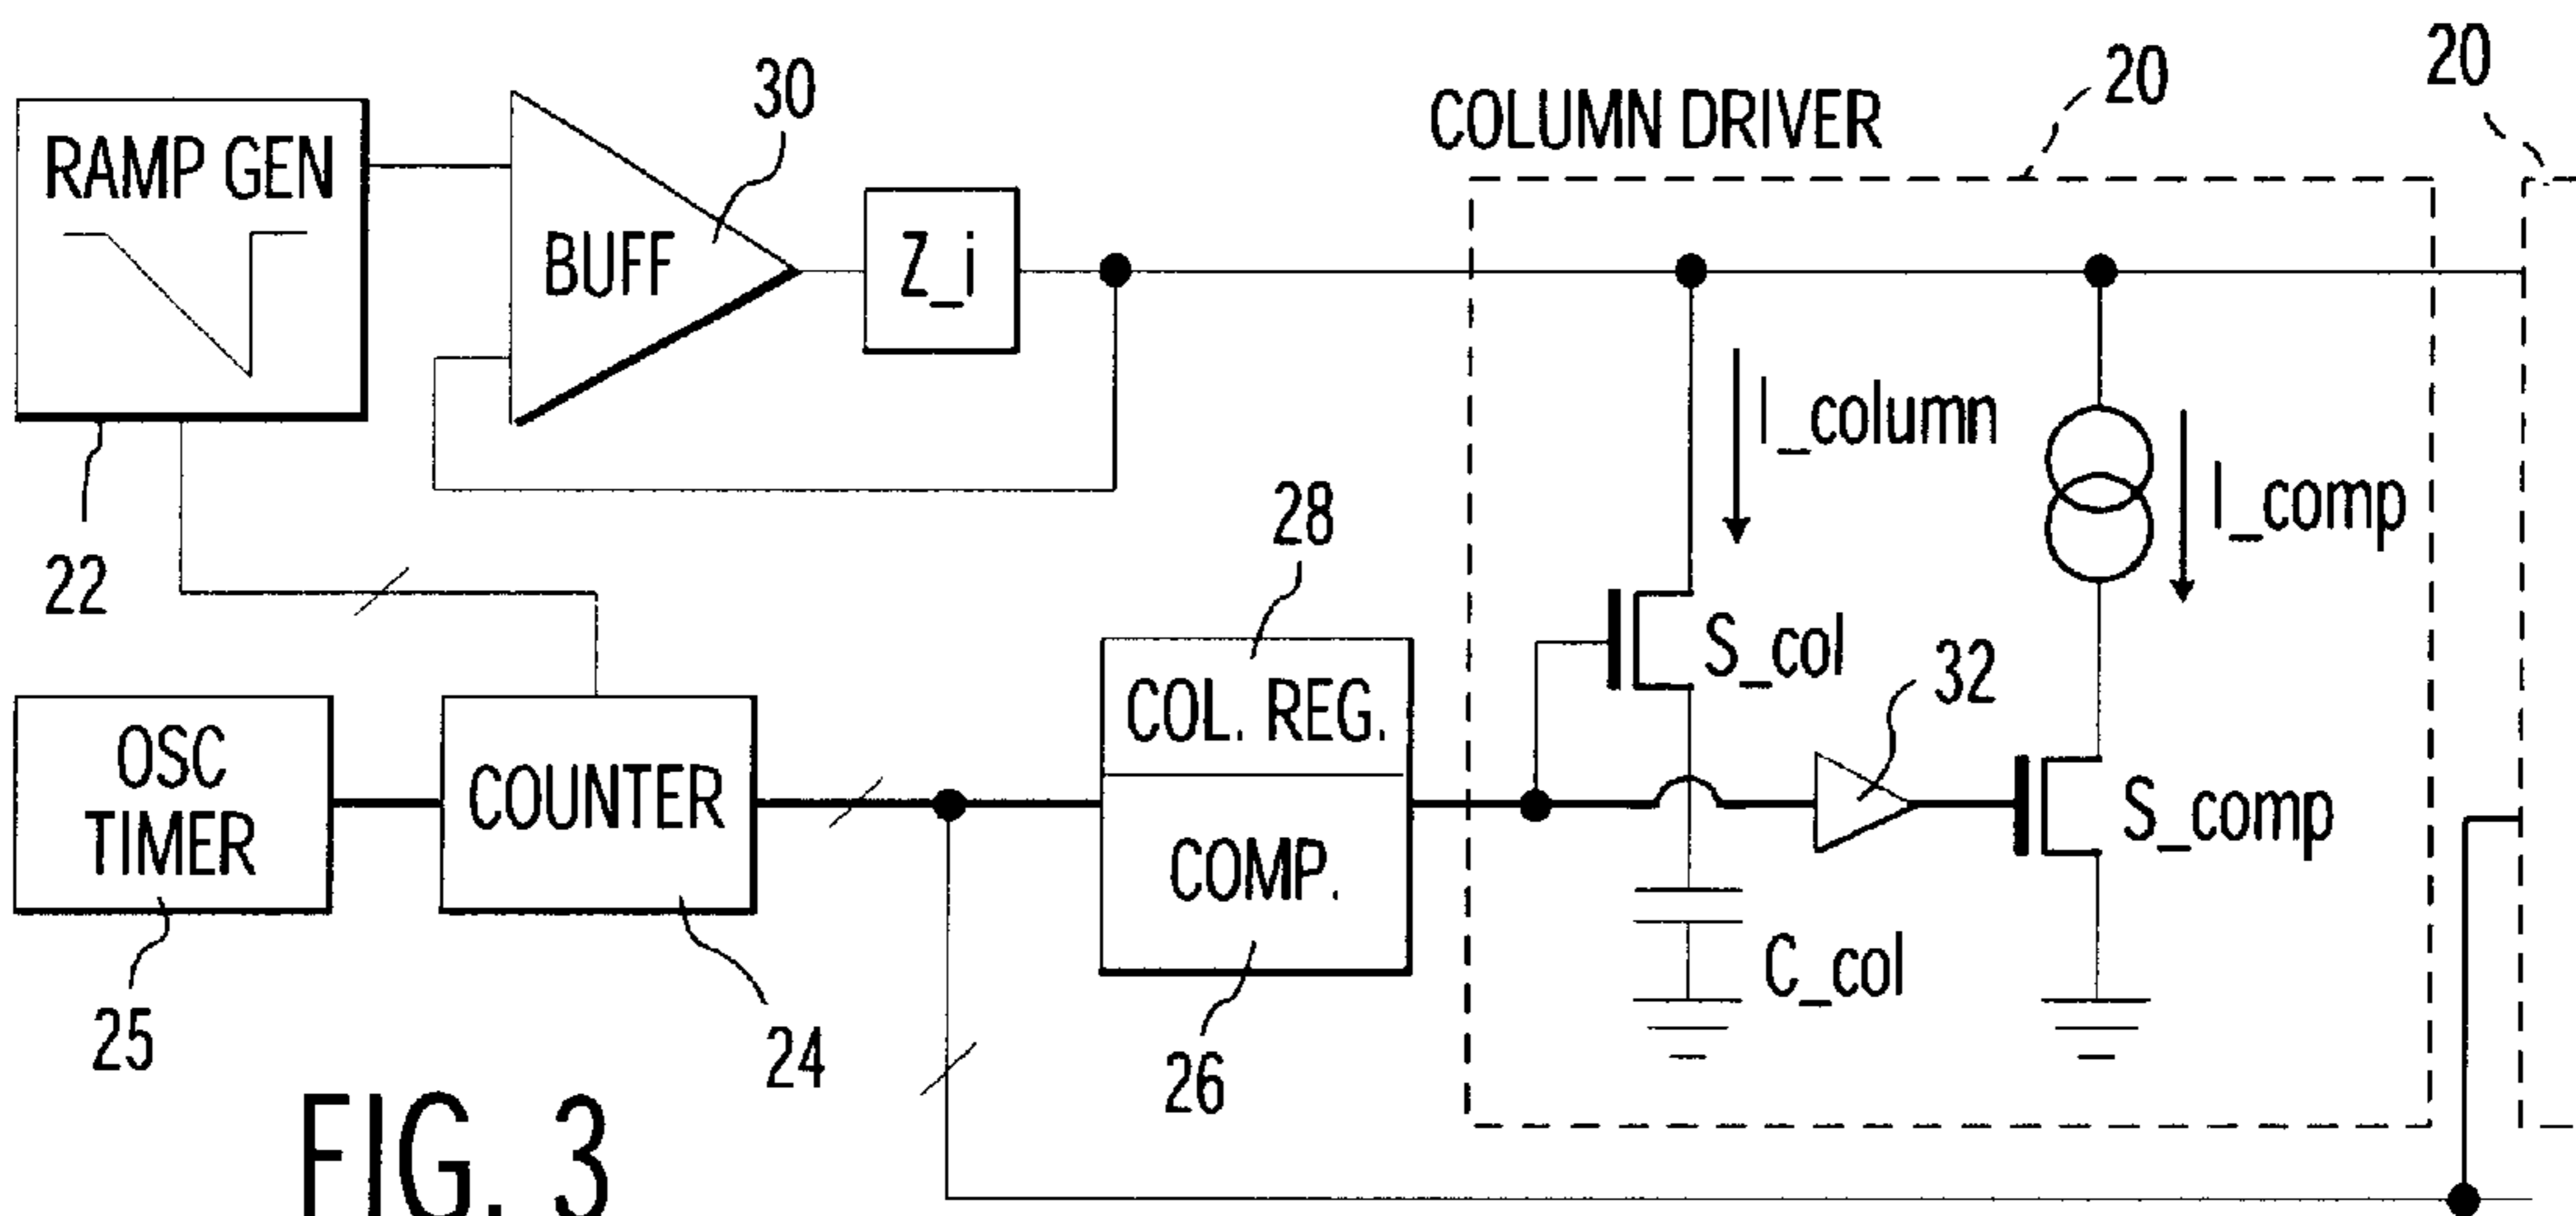 20
20
30
COLUMN DRIVER
RAMP GEN
BUFF
Z_i
I_column
I_comp
22
28
S_col
32
OSC
TIMER
COUNTER
COL. REG.
COMP.
S_comp
C_col
25
24
26
FIG. 3